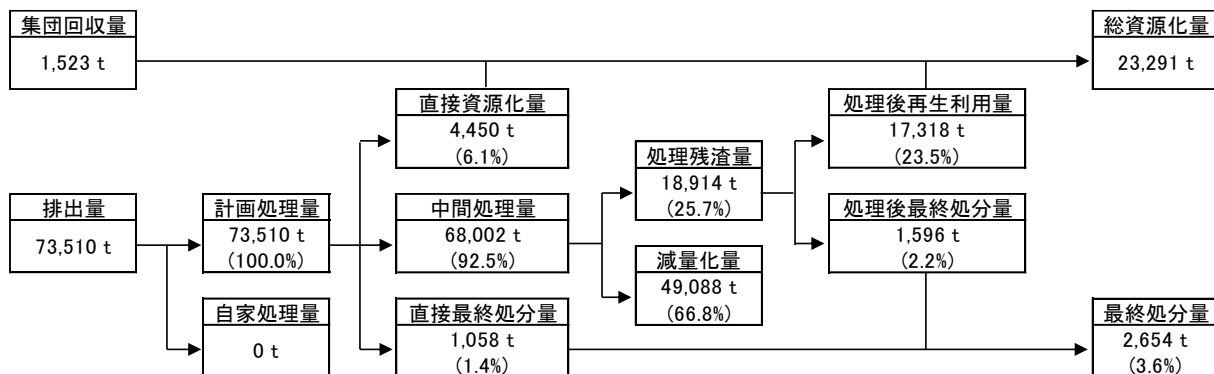 集団回収量
1,523 t
総資源化量
23,291 t
直接資源化量
4,450 t
(6.1%)
処理後再生利用量
17,318 t
(23.5%)
処理残渣量
18,914 t
(25.7%)
排出量
73,510 t
計画処理量
73,510 t
(100.0%)
中間処理量
68,002 t
(92.5%)
処理後最終処分量
1,596 t
(2.2%)
減量化量
49,088 t
(66.8%)
自家処理量
0 t
直接最終処分量
1,058 t
(1.4%)
最終処分量
2,654 t
(3.6%)